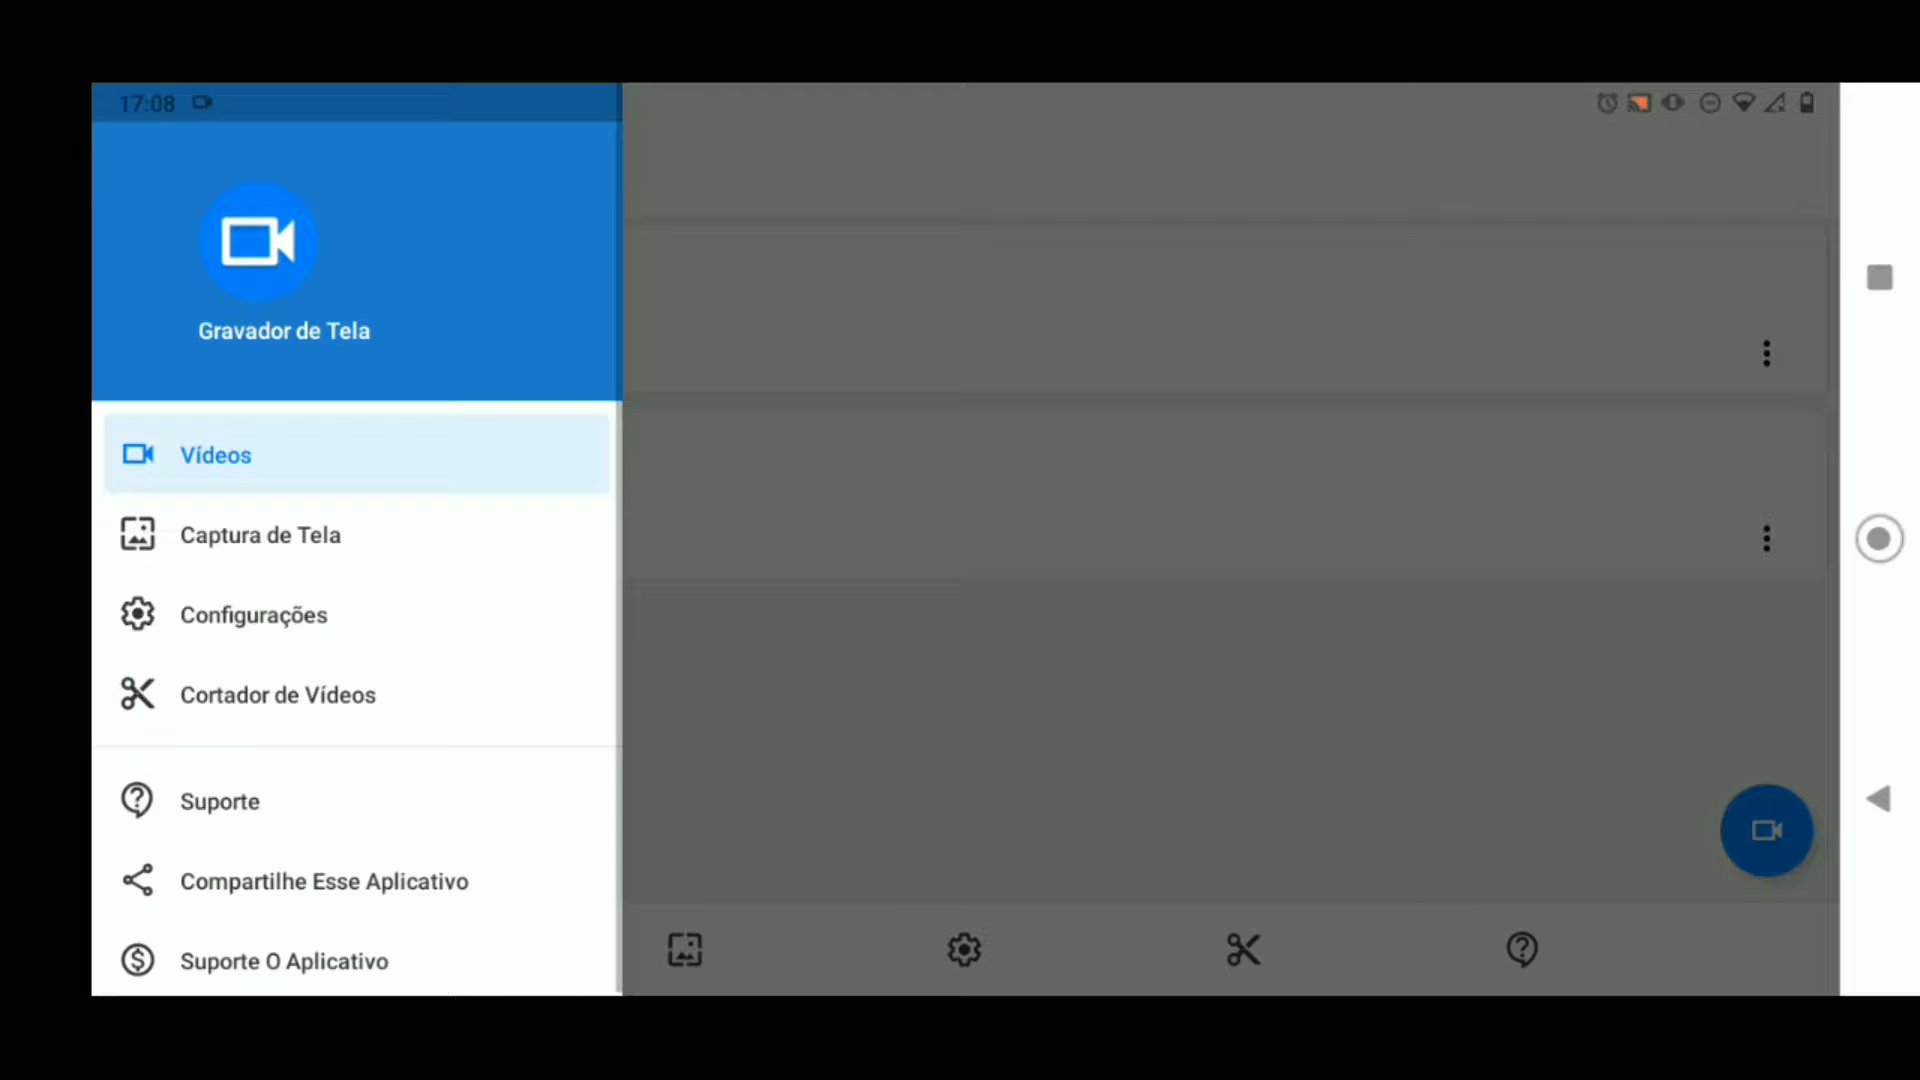 17:08
Gravador de Tela
Vídeos
Captura de Tela
Configurações
Cortador de Vídeos
Suporte
Compartilhe Esse Aplicativo
Suporte O Aplicativo